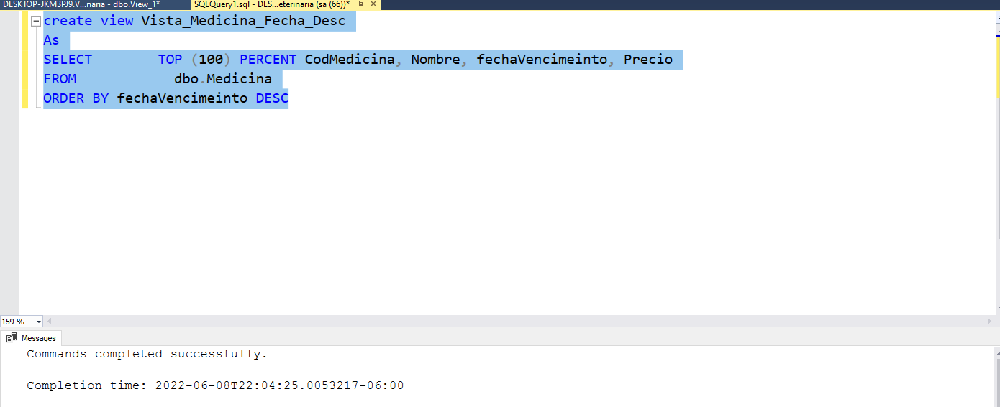 DESKTOP-JKM3PJ9.V...naria - dbo.View_1*
SQLQuery1.sql - DES...eterinaria (sa (66))*
create view Vista_Medicina_Fecha_Desc
As
SELECT TOP (100) PERCENT CodMedicina, Nombre, fechaVencimeinto, Precio
FROM dbo.Medicina
ORDER BY fechaVencimeinto DESC
159 %
Messages
Commands completed successfully.
Completion time: 2022-06-08T22:04:25.0053217-06:00